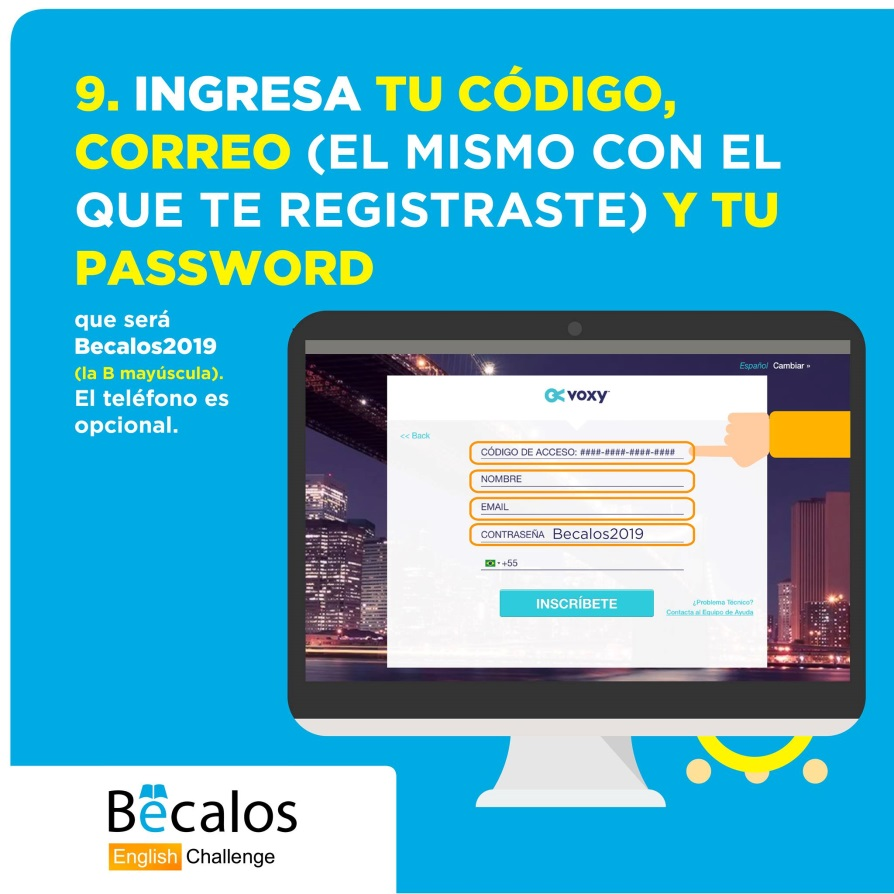 9. INGRESA TU CÓDIGO,
CORREO (EL MISMO CON EL
QUE TE REGISTRASTE) Y TU
PASSWORD
que será
Becalos2019
(la B mayúscula).
El teléfono es
opcional.
Español Cambiar »
voxy
<< Back
CÓDIGO DE ACCESO: ####-####-####-####
NOMBRE
EMAIL
CONTRASEÑA Becalos2019
+55
INSCRÍBETE
¿Problema Técnico?
Contacta al Equipo de Ayuda
Bécalos
English Challenge